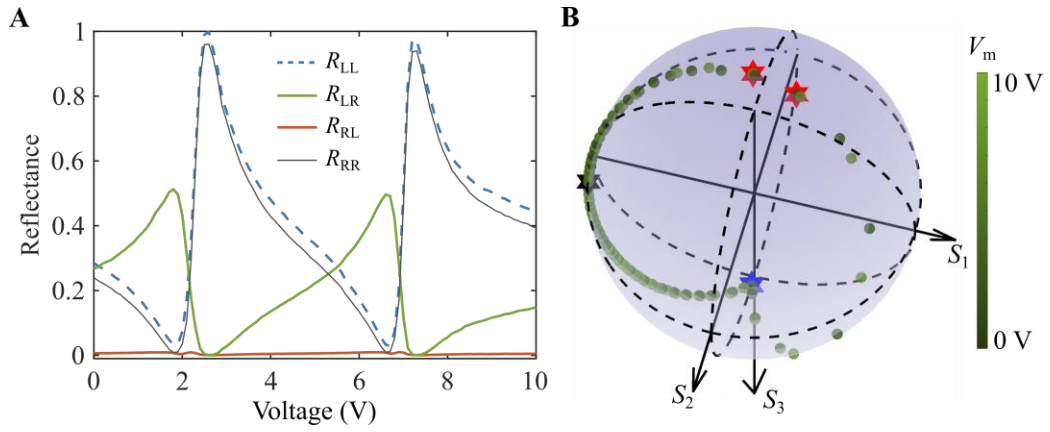 A
Reflectance
1
0.8
0.6
0.4
0.2
0
R_LL
R_LR
R_RL
R_RR
0 2 4 6 8 10
Voltage (V)
B
V_m
10 V
0 V
S_1
S_2
S_3